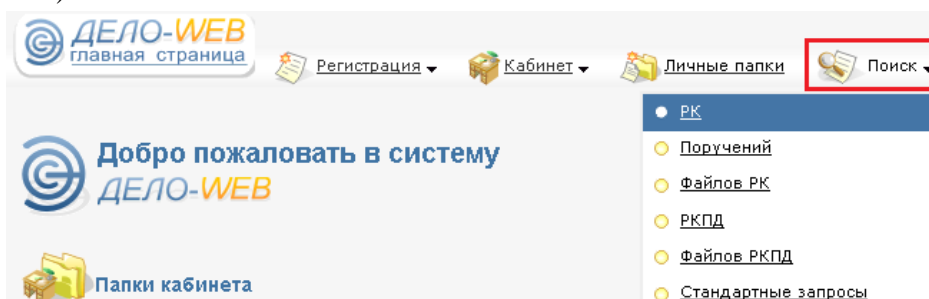 ДЕЛО-WEB
главная страница
Регистрация Кабинет Личные папки Поиск
РК
Добро пожаловать в систему
ДЕЛО-WEB
Поручений
Файлов РК
РКПД
Файлов РКПД
Папки кабинета
Стандартные запросы